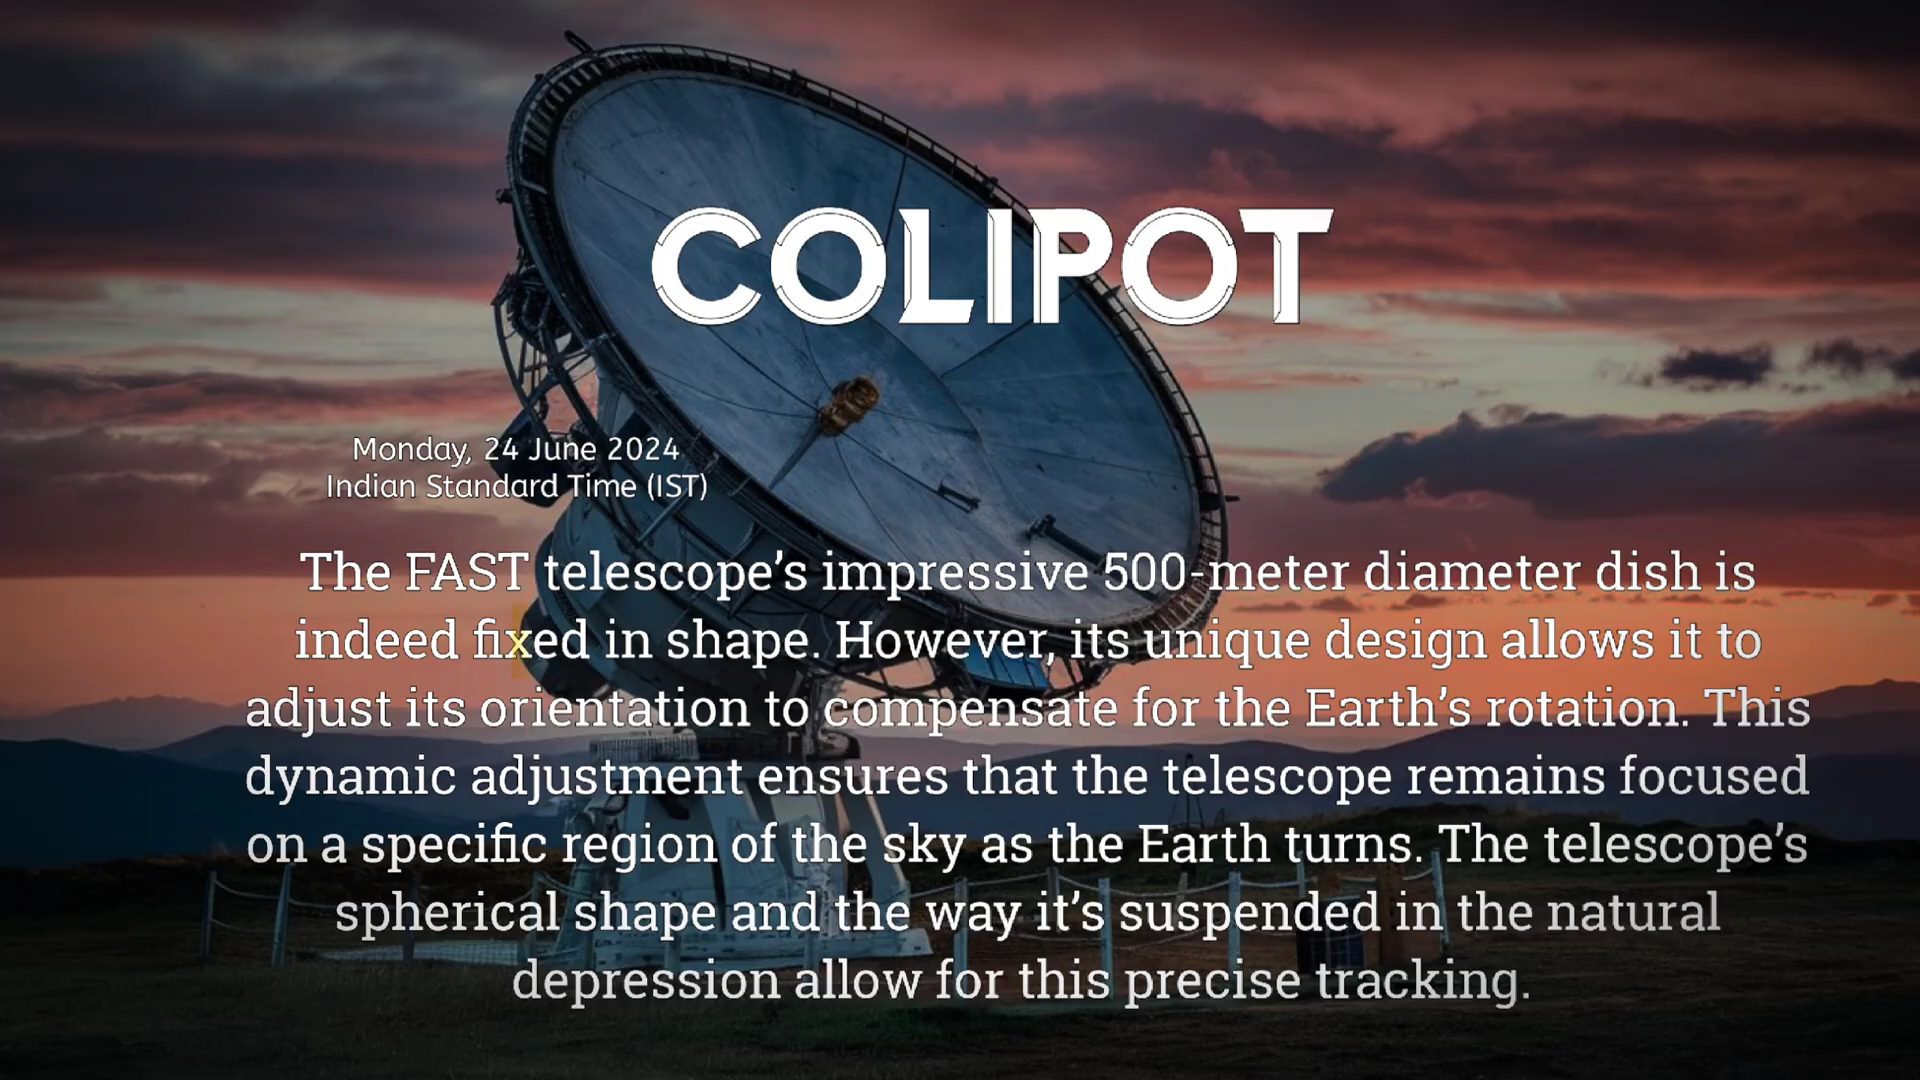 COLIPOT
Monday, 24 June 2024
Indian Standard Time (IST)
The FAST telescope’s impressive 500-meter diameter dish is
indeed fixed in shape. However, its unique design allows it to
adjust its orientation to compensate for the Earth’s rotation. This
dynamic adjustment ensures that the telescope remains focused
on a specific region of the sky as the Earth turns. The telescope’s
spherical shape and the way it’s suspended in the natural
depression allow for this precise tracking.